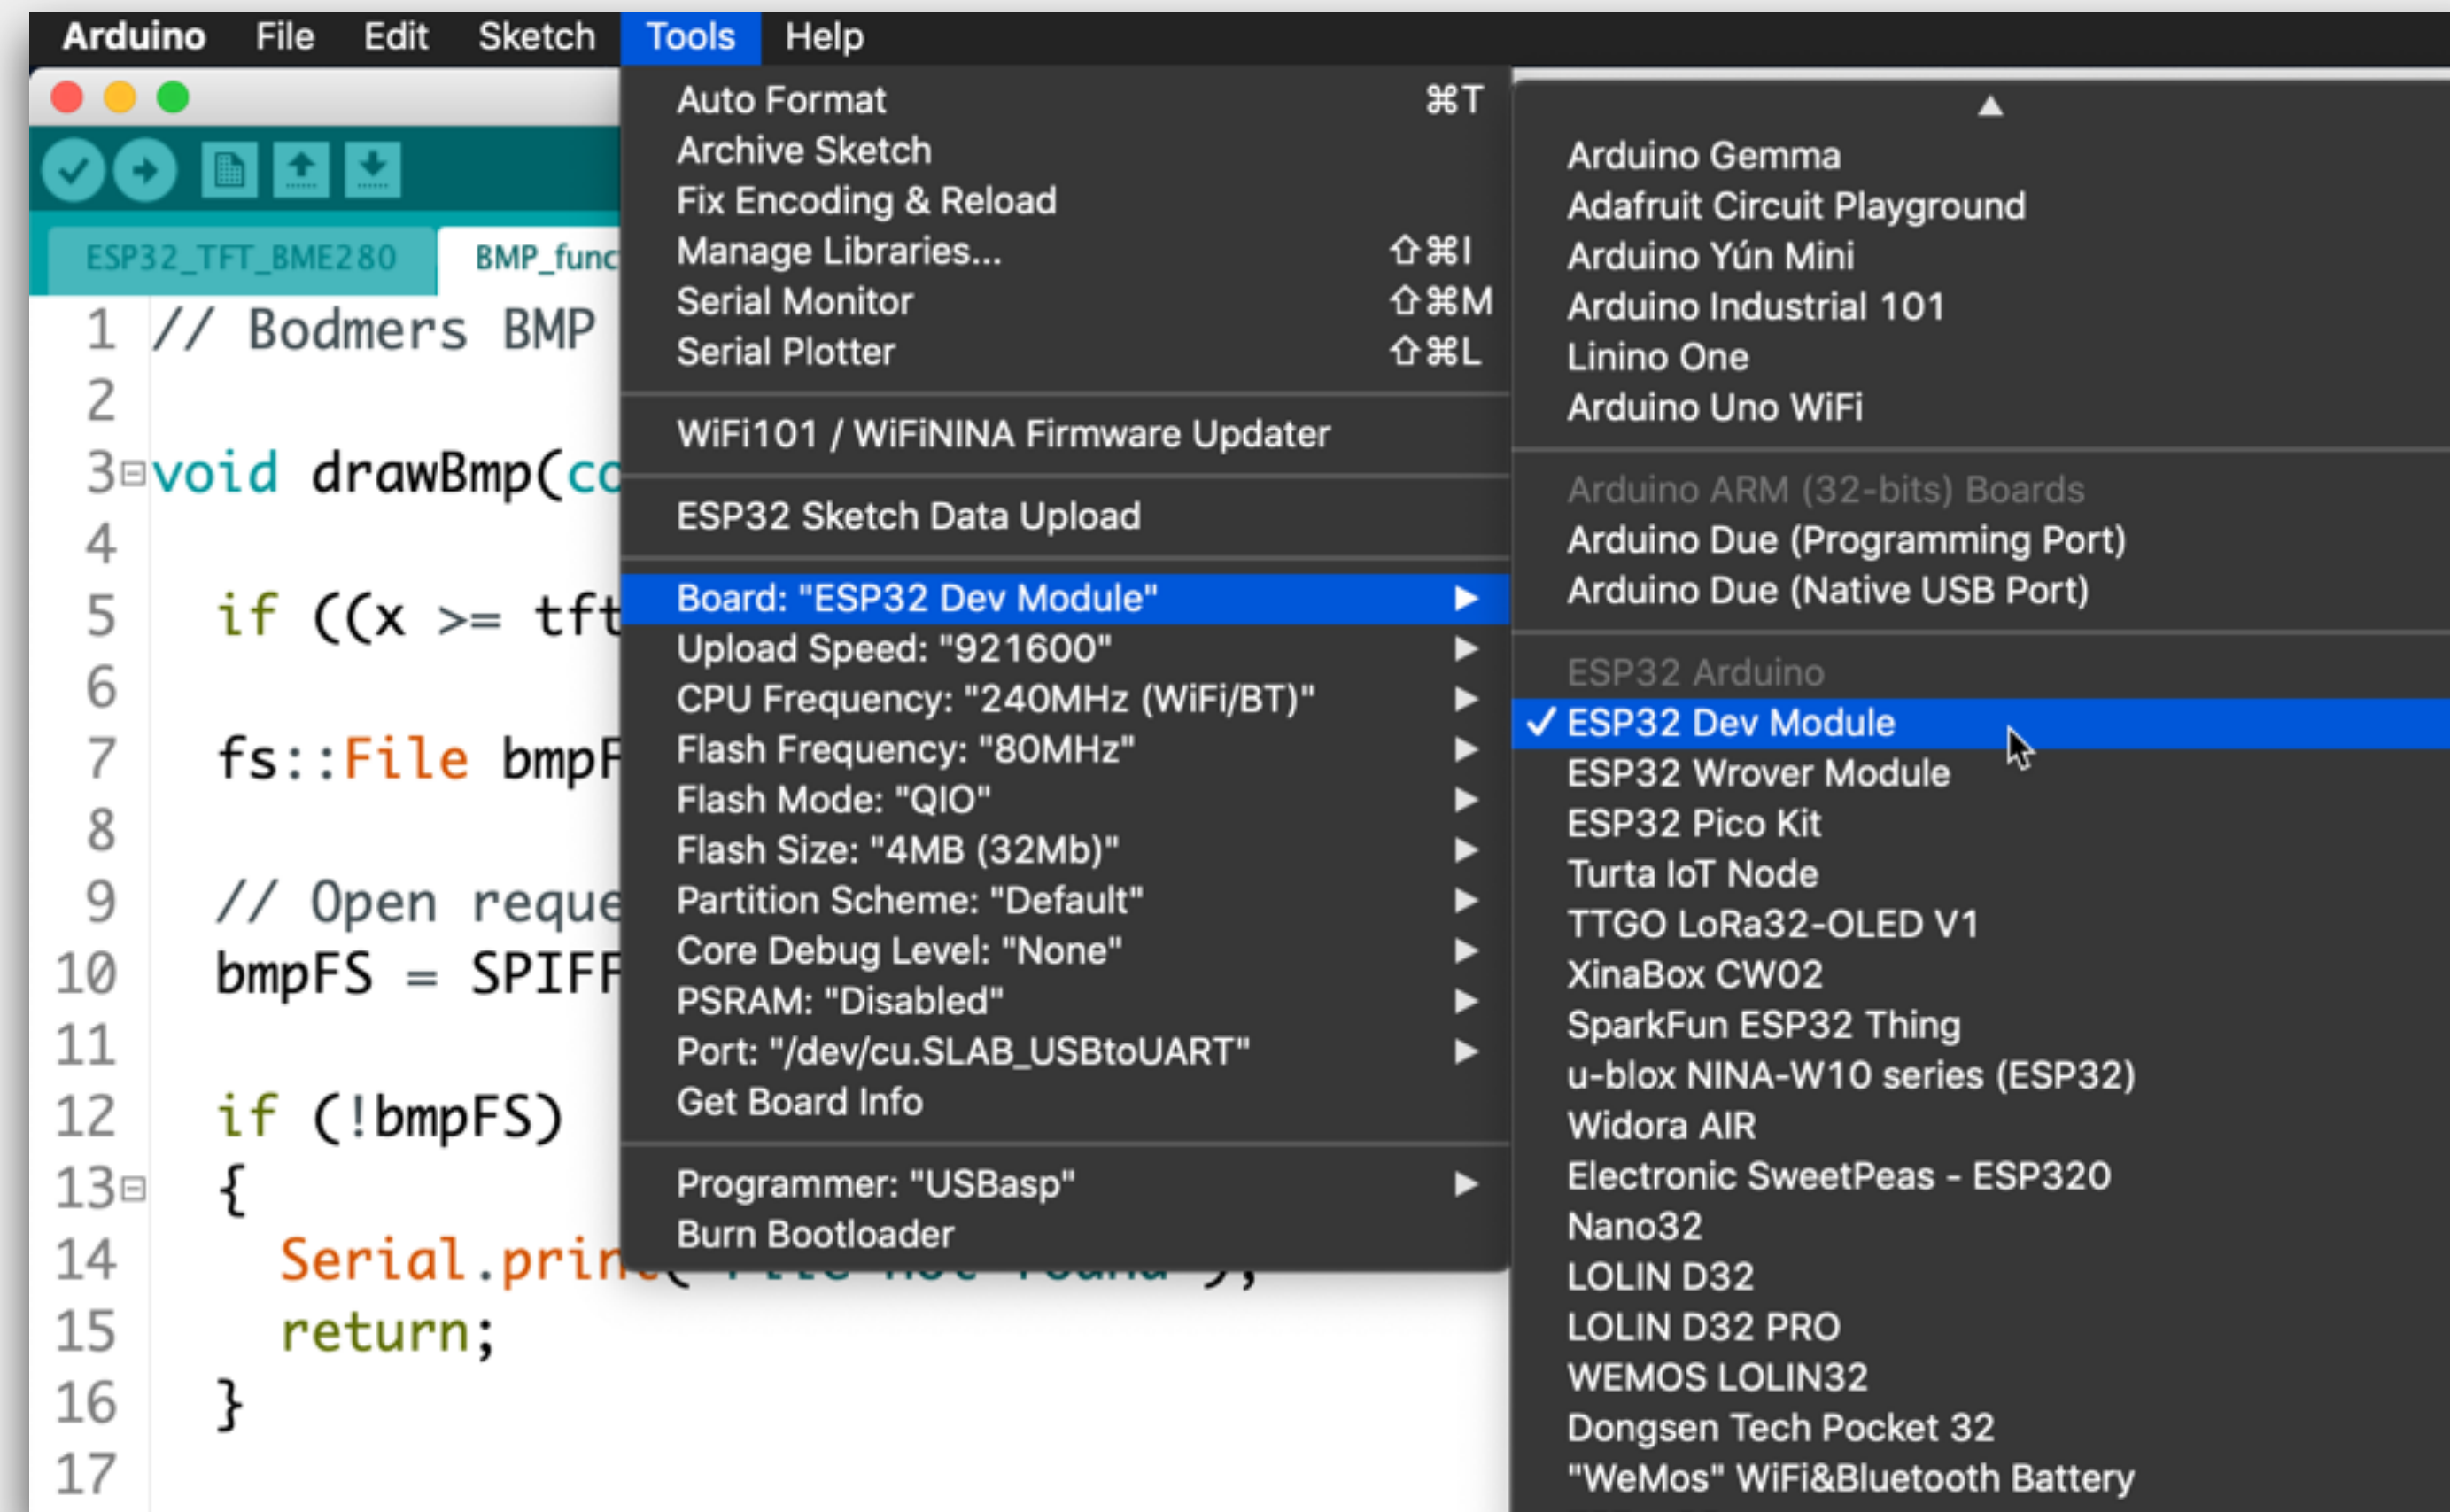 Arduino File Edit Sketch Tools Help
ESP32_TFT_BME280 BMP_func
1 // Bodmers BMP
2
3 void drawBmp(co
4
5 if ((x >= tft
6
7 fs::File bmpF
8
9 // Open reque
10 bmpFS = SPIFF
11
12 if (!bmpFS)
13 {
14 Serial.print(
15 return;
16 }
17
Auto Format ⌘T
Archive Sketch
Fix Encoding & Reload
Manage Libraries... ⇧⌘I
Serial Monitor ⇧⌘M
Serial Plotter ⇧⌘L
WiFi101 / WiFiNINA Firmware Updater
ESP32 Sketch Data Upload
Board: "ESP32 Dev Module"
Upload Speed: "921600"
CPU Frequency: "240MHz (WiFi/BT)"
Flash Frequency: "80MHz"
Flash Mode: "QIO"
Flash Size: "4MB (32Mb)"
Partition Scheme: "Default"
Core Debug Level: "None"
PSRAM: "Disabled"
Port: "/dev/cu.SLAB_USBtoUART"
Get Board Info
Programmer: "USBasp"
Burn Bootloader
Arduino Gemma
Adafruit Circuit Playground
Arduino Yún Mini
Arduino Industrial 101
Linino One
Arduino Uno WiFi
Arduino ARM (32-bits) Boards
Arduino Due (Programming Port)
Arduino Due (Native USB Port)
ESP32 Arduino
✓ ESP32 Dev Module
ESP32 Wrover Module
ESP32 Pico Kit
Turta IoT Node
TTGO LoRa32-OLED V1
XinaBox CW02
SparkFun ESP32 Thing
u-blox NINA-W10 series (ESP32)
Widora AIR
Electronic SweetPeas - ESP320
Nano32
LOLIN D32
LOLIN D32 PRO
WEMOS LOLIN32
Dongsen Tech Pocket 32
"WeMos" WiFi&Bluetooth Battery